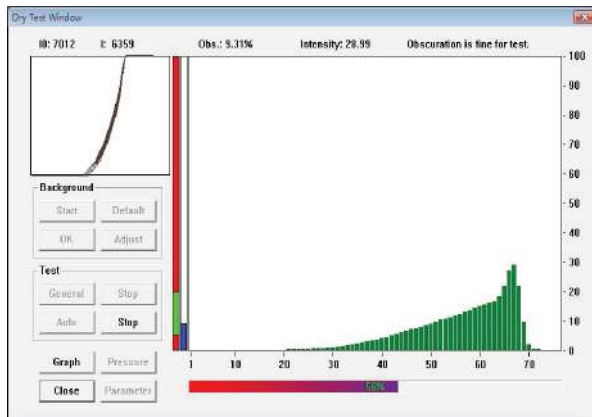 Dry Test Window
I0: 7012 I: 6359 Obs.: 9.31% Intensity: 28.99 Obscuration is fine for test.
Background
Start Default
OK Adjust
Test
General Stop
Auto Stop
Graph Pressure
Close Parameter
100
90
80
70
60
50
40
30
20
10
0
1 10 20 30 40 50 60 70
56%